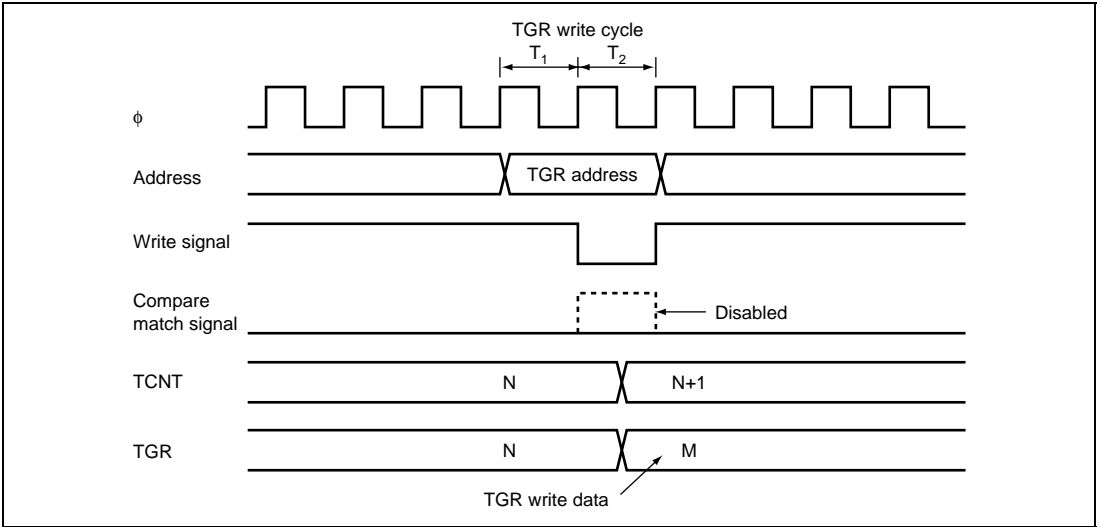 TGR write cycle
T1 T2
ϕ
Address
TGR address
Write signal
Compare
match signal
Disabled
TCNT
N
N+1
TGR
N
M
TGR write data